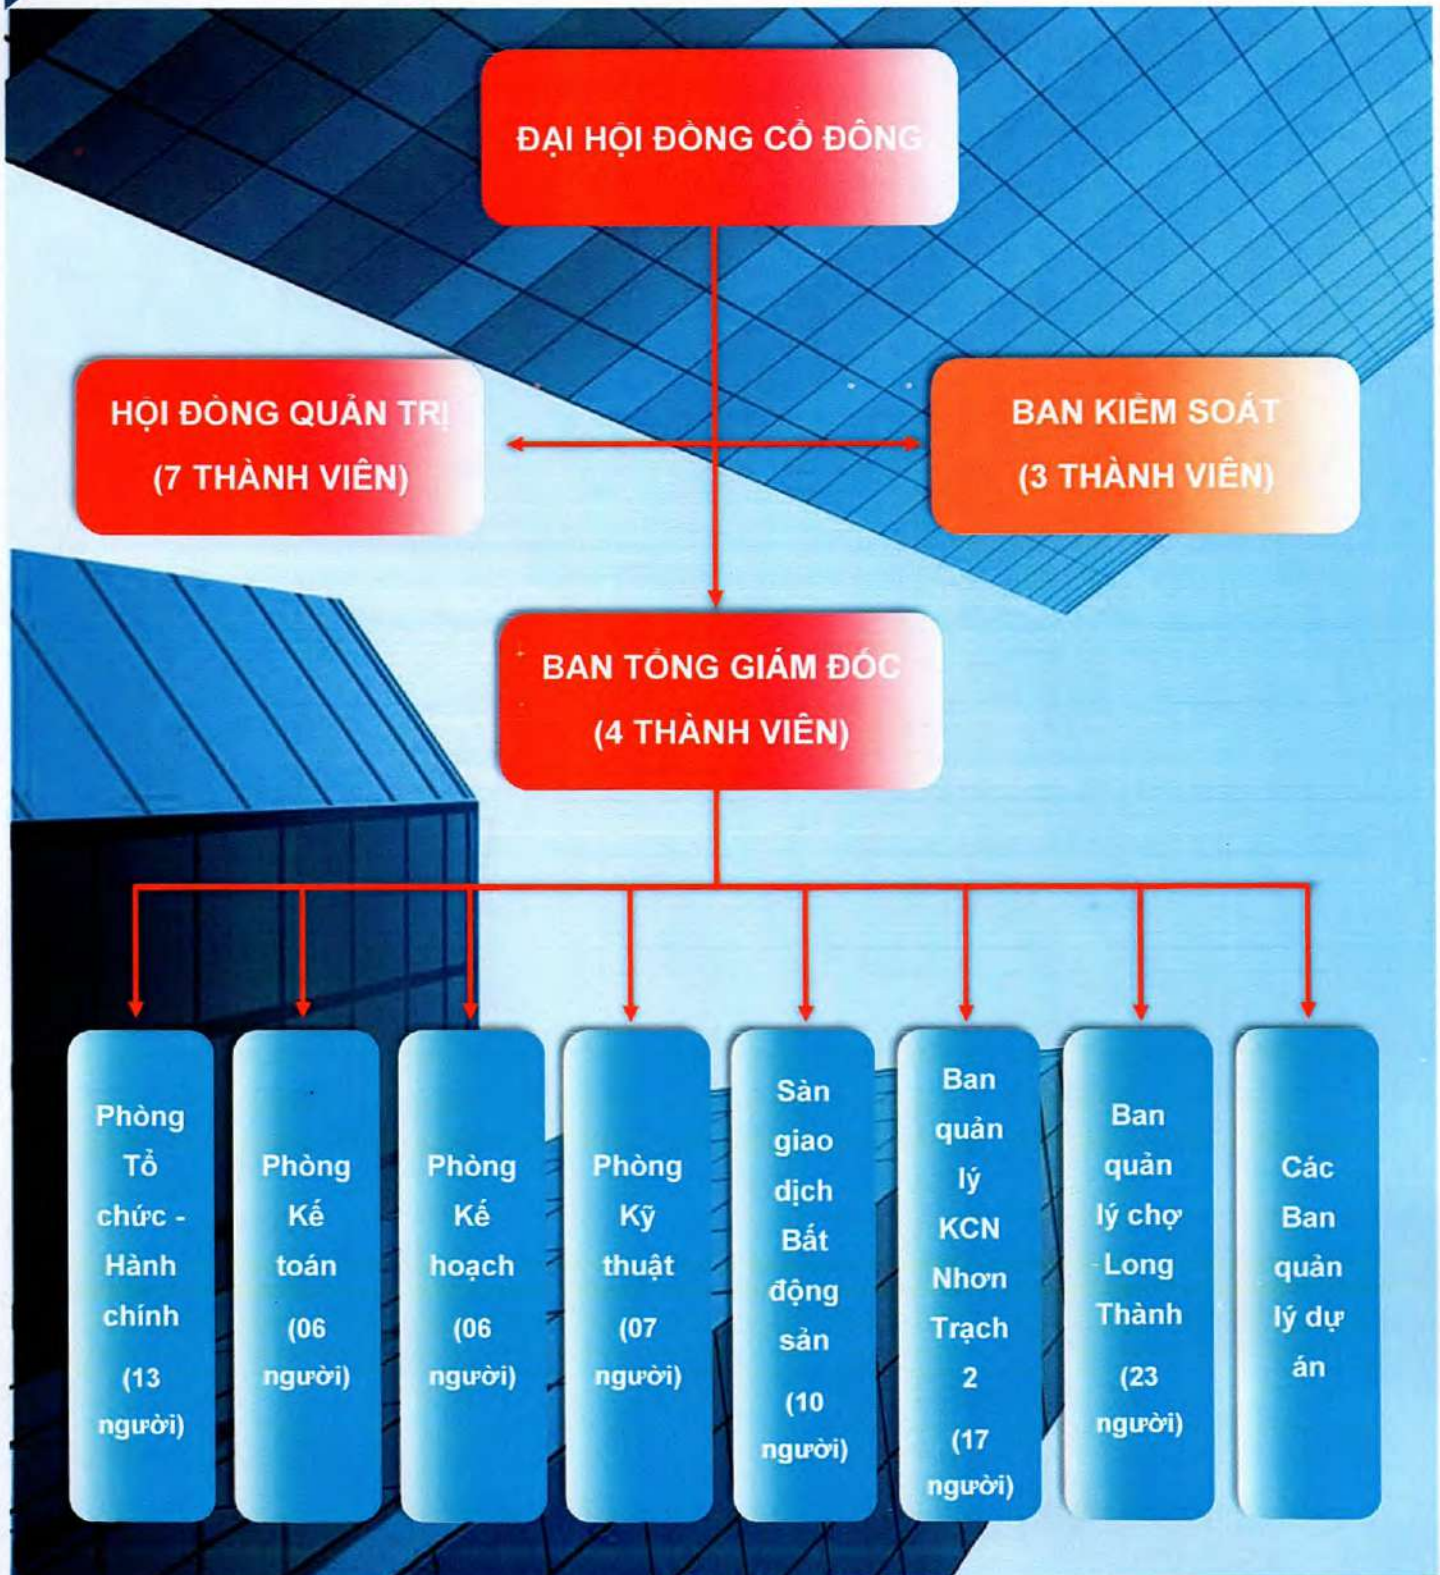 ĐẠI HỘI ĐỒNG CỔ ĐÔNG
HỘI ĐỒNG QUẢN TRỊ
(7 THÀNH VIÊN)
BAN KIỂM SOÁT
(3 THÀNH VIÊN)
BAN TỔNG GIÁM ĐỐC
(4 THÀNH VIÊN)
Phòng
Tổ
chức -
Hành
chính
(13
người)
Phòng
Kế
toán
(06
người)
Phòng
Kế
hoạch
(06
người)
Phòng
Kỹ
thuật
(07
người)
Sàn
giao
dịch
Bất
động
sản
(10
người)
Ban
quản
lý
KCN
Nhơn
Trạch
2
(17
người)
Ban
quản
lý chợ
Long
Thành
(23
người)
Các
Ban
quản
lý dự
án